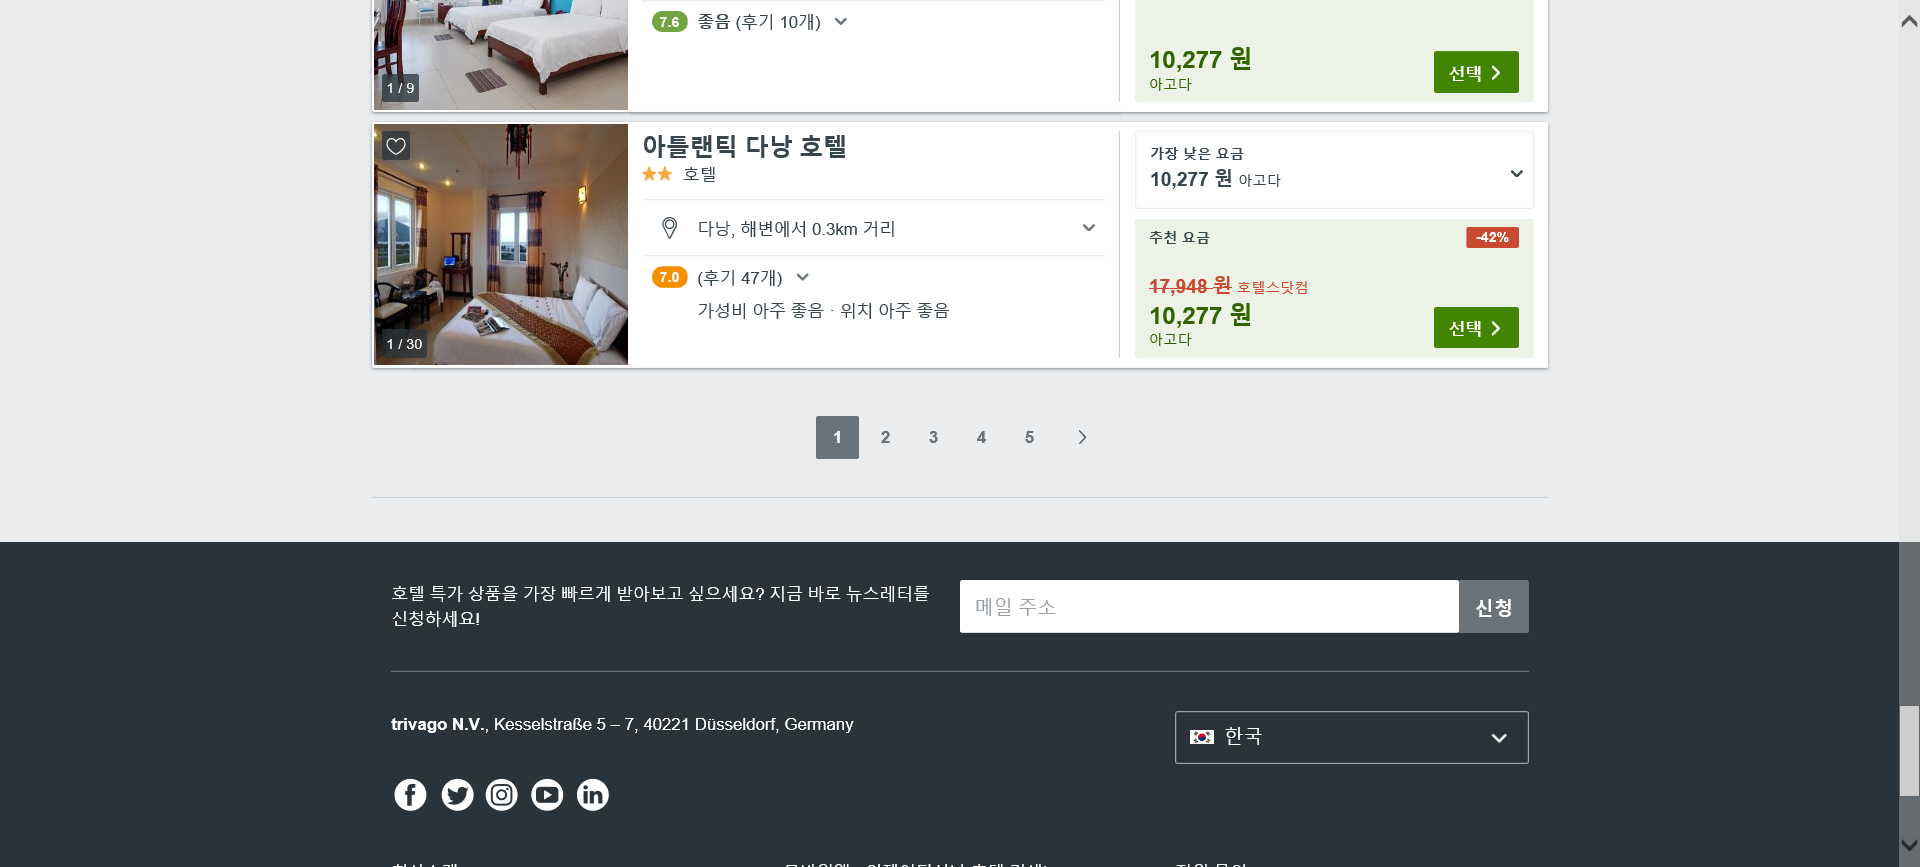 7.6 좋음 (후기 10개)
1 / 9
10,277 원
아고다
선택
아틀랜틱 다낭 호텔
호텔
다낭, 해변에서 0.3km 거리
7.0 (후기 47개)
가성비 아주 좋음 · 위치 아주 좋음
1 / 30
가장 낮은 요금
10,277 원 아고다
추천 요금
-42%
17,948 원 호텔스닷컴
10,277 원
아고다
선택
1 2 3 4 5
호텔 특가 상품을 가장 빠르게 받아보고 싶으세요? 지금 바로 뉴스레터를
신청하세요!
메일 주소
신청
trivago N.V., Kesselstraße 5 – 7, 40221 Düsseldorf, Germany
한국